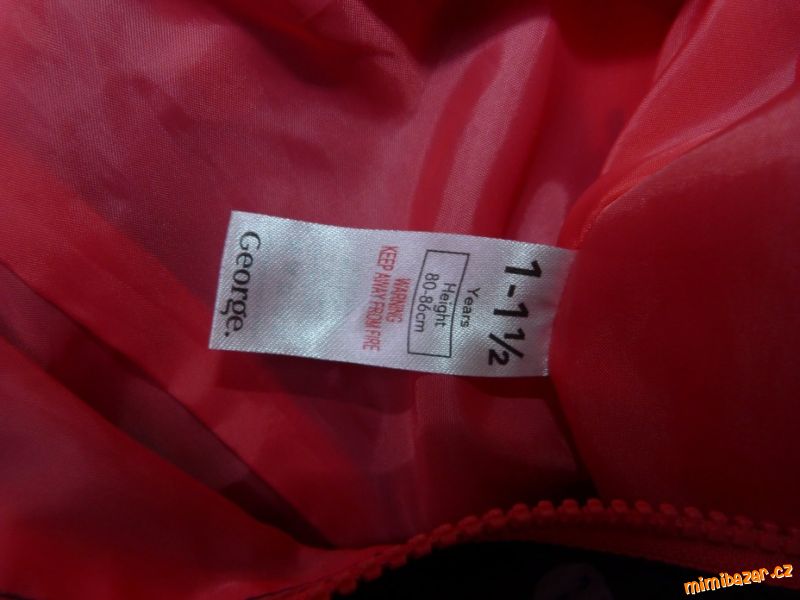 1-1½
Years
Height
80-86cm
WARNING
KEEP AWAY FROM FIRE
George.
mimibazar.cz